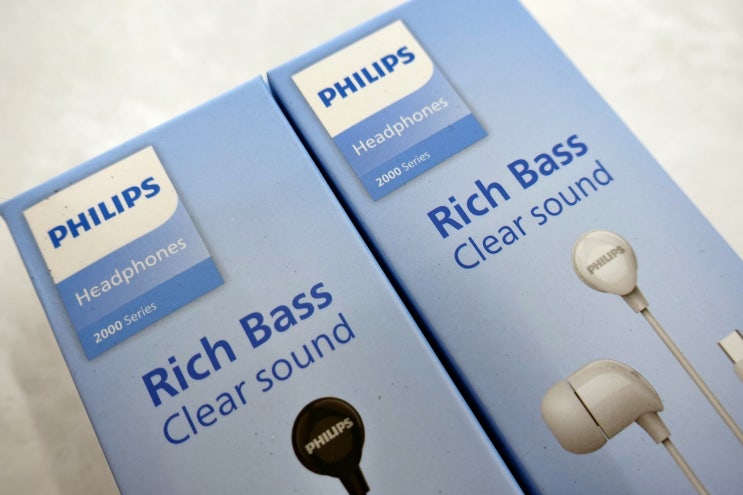 PHILIPS
Headphones
2000 Series
Rich Bass
Clear sound
PHILIPS
PHILIPS
Headphones
2000 Series
Rich Bass
Clear sound
PHILIPS